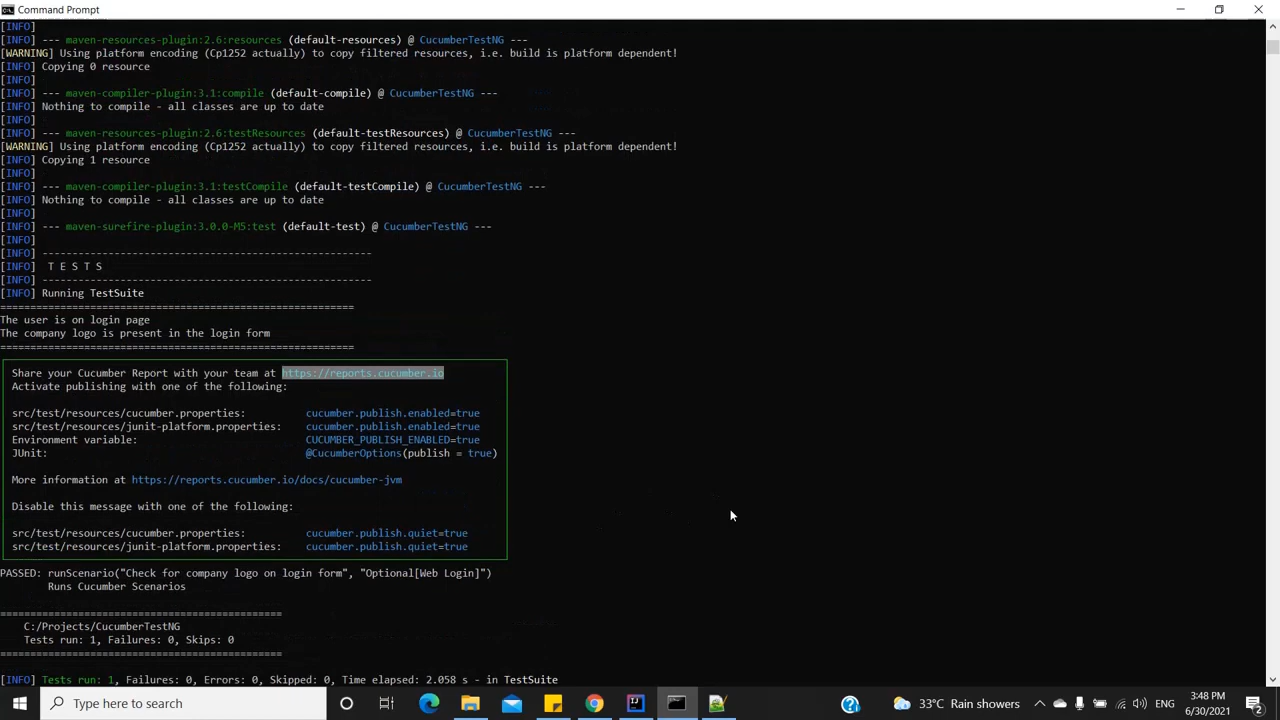 Command Prompt
[INFO]
[INFO] --- maven-resources-plugin:2.6:resources (default-resources) @ CucumberTestNG ---
[WARNING] Using platform encoding (Cp1252 actually) to copy filtered resources, i.e. build is platform dependent!
[INFO] Copying 0 resource
[INFO]
[INFO] --- maven-compiler-plugin:3.1:compile (default-compile) @ CucumberTestNG ---
[INFO] Nothing to compile - all classes are up to date
[INFO]
[INFO] --- maven-resources-plugin:2.6:testResources (default-testResources) @ CucumberTestNG ---
[WARNING] Using platform encoding (Cp1252 actually) to copy filtered resources, i.e. build is platform dependent!
[INFO] Copying 1 resource
[INFO]
[INFO] --- maven-compiler-plugin:3.1:testCompile (default-testCompile) @ CucumberTestNG ---
[INFO] Nothing to compile - all classes are up to date
[INFO]
[INFO] --- maven-surefire-plugin:3.0.0-M5:test (default-test) @ CucumberTestNG ---
[INFO]
[INFO] -------------------------------------------------------
[INFO]  T E S T S
[INFO] -------------------------------------------------------
[INFO] Running TestSuite
===========================================================
The user is on login page
The company logo is present in the login form
===========================================================
Share your Cucumber Report with your team at https://reports.cucumber.io
Activate publishing with one of the following:
src/test/resources/cucumber.properties: cucumber.publish.enabled=true
src/test/resources/junit-platform.properties: cucumber.publish.enabled=true
Environment variable: CUCUMBER_PUBLISH_ENABLED=true
JUnit: @CucumberOptions(publish = true)
More information at https://reports.cucumber.io/docs/cucumber-jvm
Disable this message with one of the following:
src/test/resources/cucumber.properties: cucumber.publish.quiet=true
src/test/resources/junit-platform.properties: cucumber.publish.quiet=true
PASSED: runScenario("Check for company logo on login form", "Optional[Web Login]")
Runs Cucumber Scenarios
===============================================
C:/Projects/CucumberTestNG
Tests run: 1, Failures: 0, Skips: 0
===============================================
[INFO] Tests run: 1, Failures: 0, Errors: 0, Skipped: 0, Time elapsed: 2.058 s - in TestSuite
Type here to search
33°C Rain showers
ENG
3:48 PM
6/30/2021
2